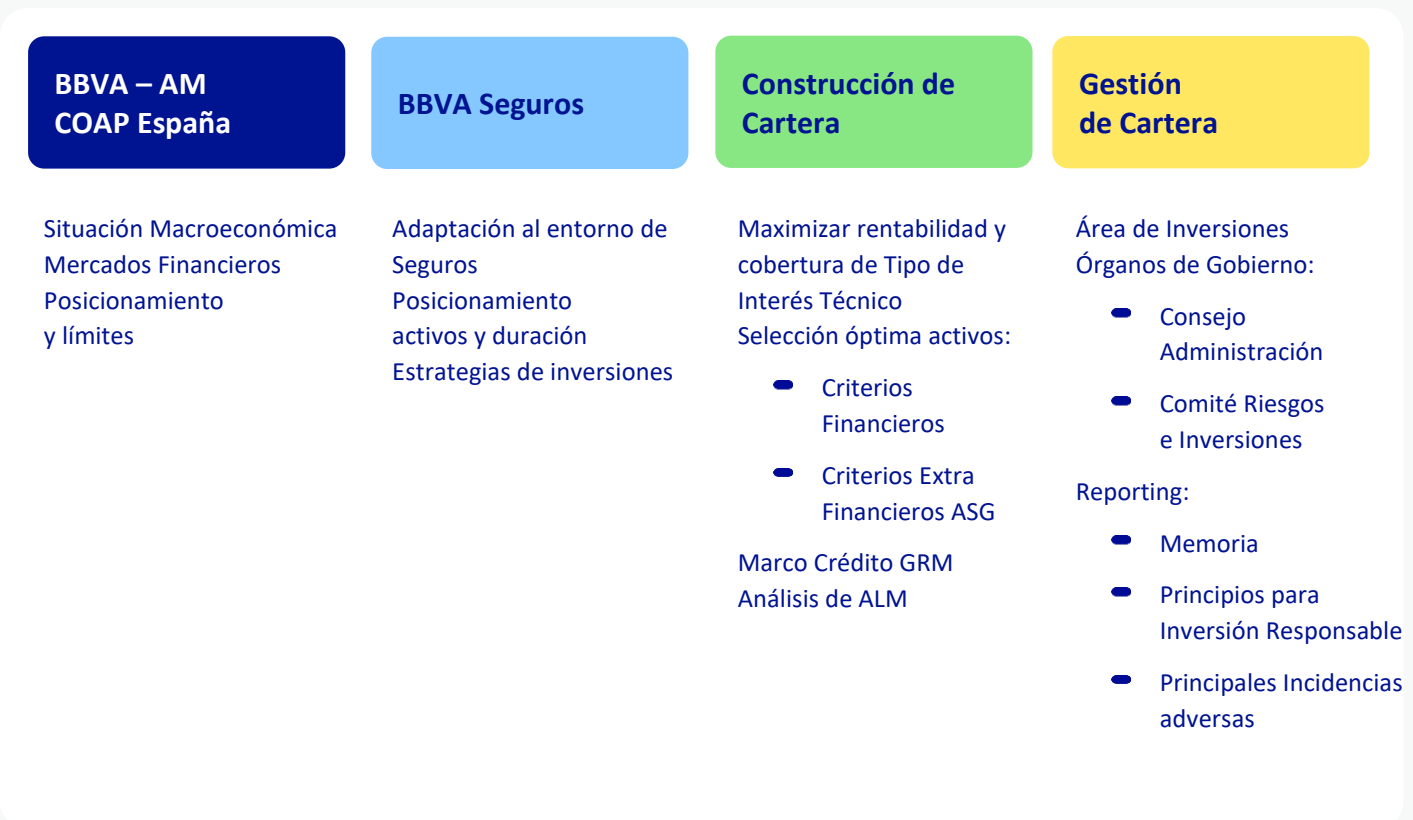 BBVA – AM
COAP España
Situación Macroeconómica
Mercados Financieros
Posicionamiento
y límites
BBVA Seguros
Adaptación al entorno de
Seguros
Posicionamiento
activos y duración
Estrategias de inversiones
Construcción de
Cartera
Maximizar rentabilidad y
cobertura de Tipo de
Interés Técnico
Selección óptima activos:
Criterios
Financieros
Criterios Extra
Financieros ASG
Marco Crédito GRM
Análisis de ALM
Gestión
de Cartera
Área de Inversiones
Órganos de Gobierno:
Consejo
Administración
Comité Riesgos
e Inversiones
Reporting:
Memoria
Principios para
Inversión Responsable
Principales Incidencias
adversas